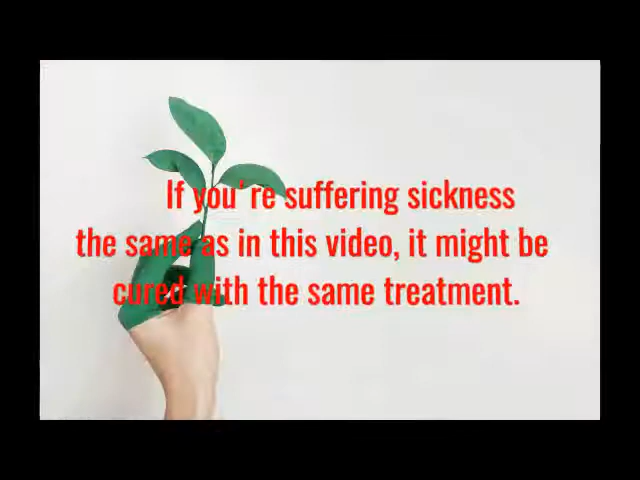 If you're suffering sickness
the same as in this video, it might be
cured with the same treatment.